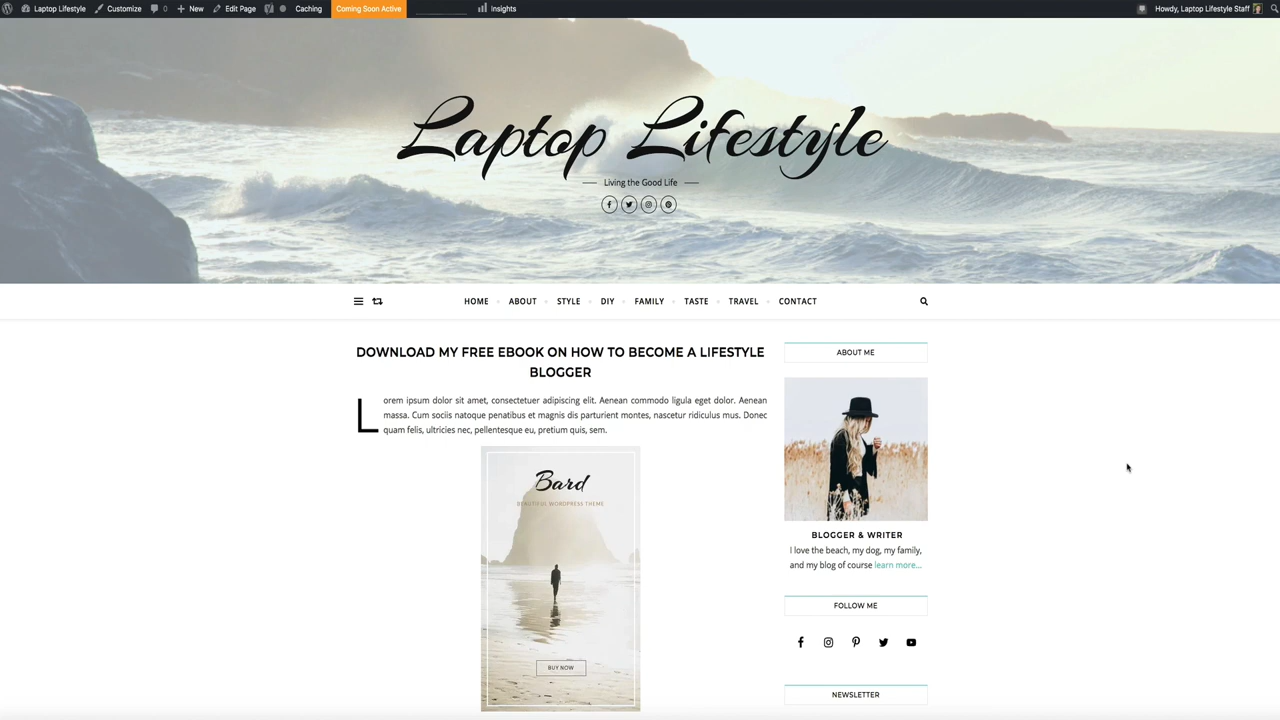 Laptop Lifestyle Customize 0 New Edit Page Caching Coming Soon Active Insights Howdy, Laptop Lifestyle Staff
Laptop Lifestyle
Living the Good Life
HOME ABOUT STYLE DIY FAMILY TASTE TRAVEL CONTACT
DOWNLOAD MY FREE EBOOK ON HOW TO BECOME A LIFESTYLE
BLOGGER
Lorem ipsum dolor sit amet, consectetuer adipiscing elit. Aenean commodo ligula eget dolor. Aenean
massa. Cum sociis natoque penatibus et magnis dis parturient montes, nascetur ridiculus mus. Donec
quam felis, ultricies nec, pellentesque eu, pretium quis, sem.
Bard
BEAUTIFUL WORDPRESS THEME
BUY NOW
ABOUT ME
BLOGGER & WRITER
I love the beach, my dog, my family,
and my blog of course learn more...
FOLLOW ME
NEWSLETTER